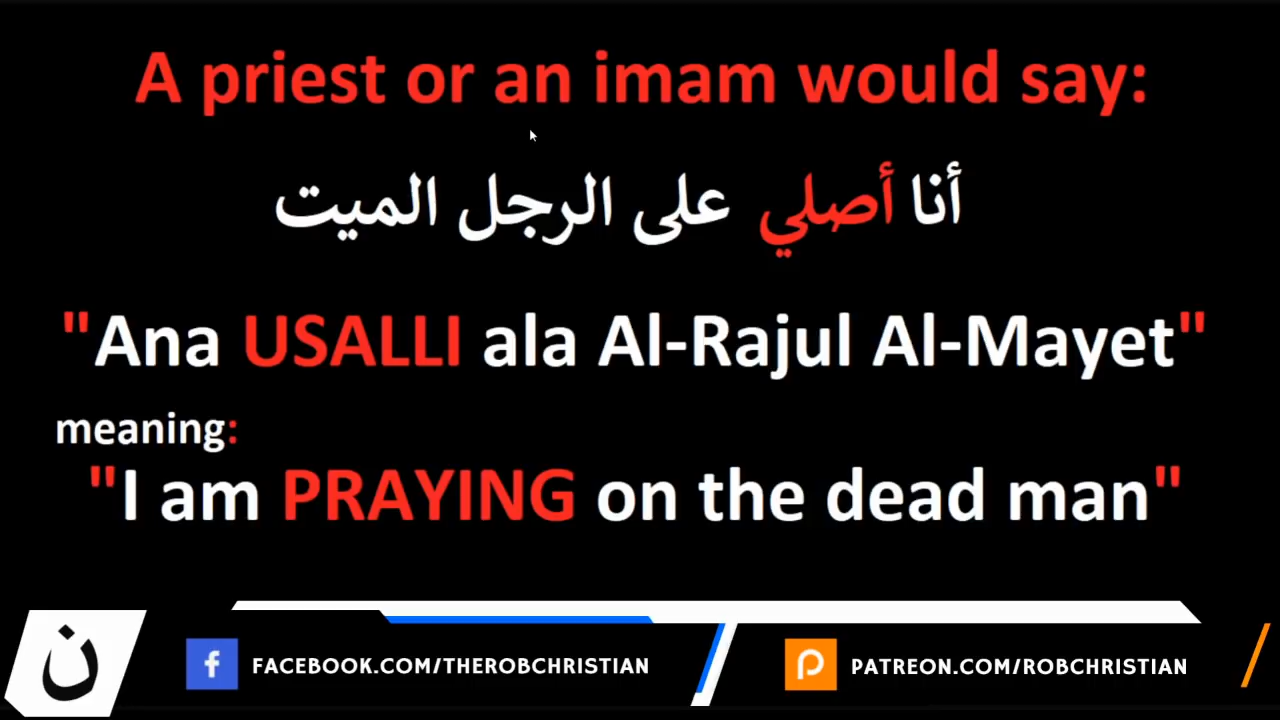 A priest or an imam would say:
أنا أصلي على الرجل الميت
"Ana USALLI ala Al-Rajul Al-Mayet"
meaning:
"I am PRAYING on the dead man"
ن
f FACEBOOK.COM/THEROBCHRISTIAN
PATREON.COM/ROBCHRISTIAN